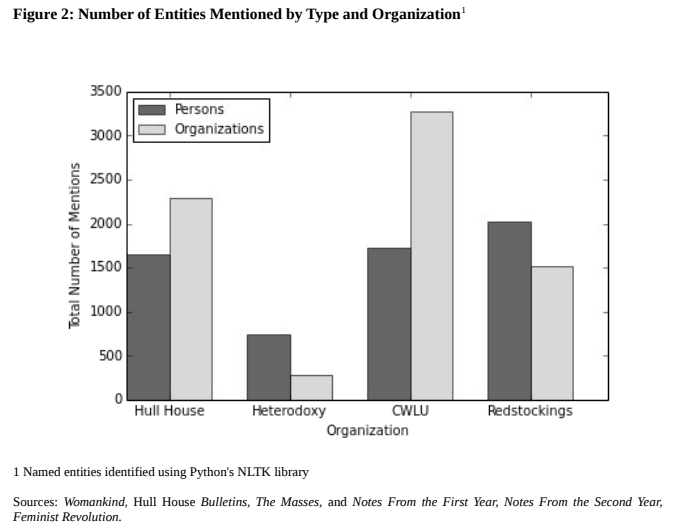 Figure 2: Number of Entities Mentioned by Type and Organization1
3500
3000
2500
2000
1500
1000
500
0
Total Number of Mentions
Persons
Organizations
Hull House Heterodoxy CWLU Redstockings
Organization
1 Named entities identified using Python's NLTK library
Sources: Womankind, Hull House Bulletins, The Masses, and Notes From the First Year, Notes From the Second Year,
Feminist Revolution.